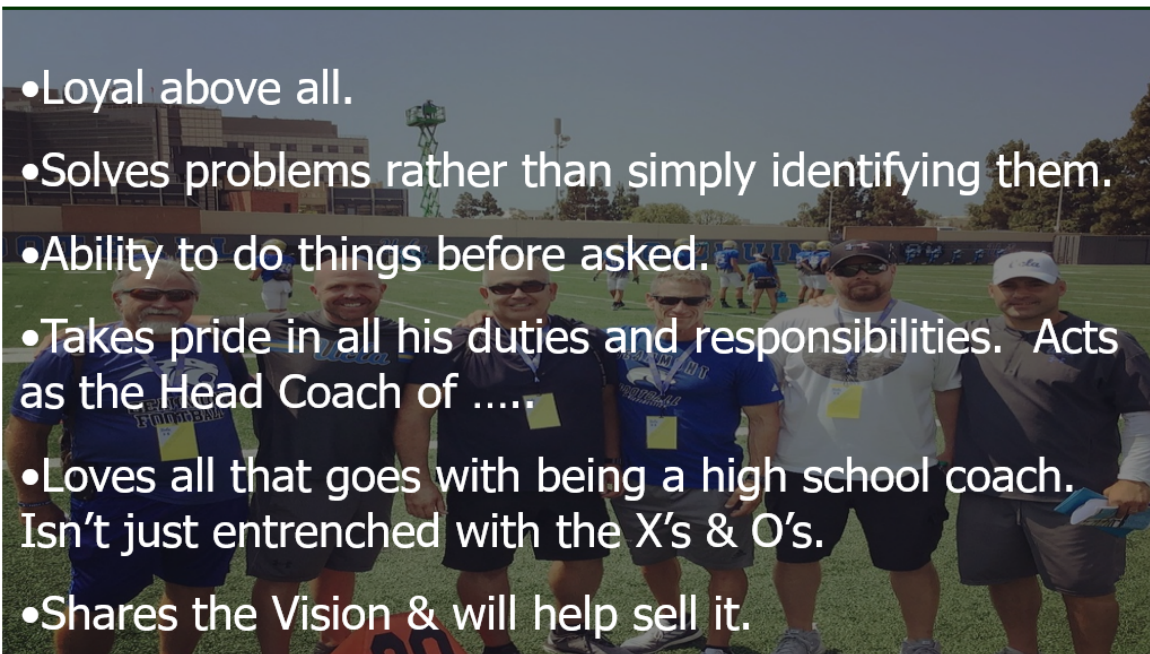 •Loyal above all.
•Solves problems rather than simply identifying them.
•Ability to do things before asked.
•Takes pride in all his duties and responsibilities.  Acts
as the Head Coach of …..
•Loves all that goes with being a high school coach.
Isn’t just entrenched with the X’s & O’s.
•Shares the Vision & will help sell it.
Ucla
FOOTBALL